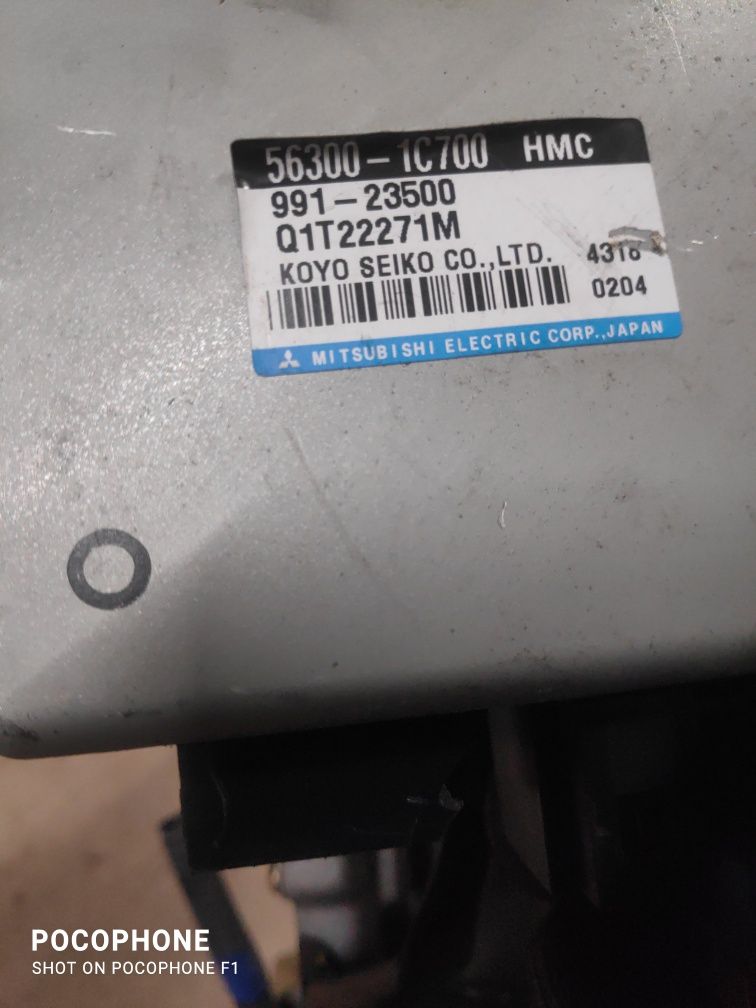 56300-1C700 HMC
991-23500
Q1T22271M
KOYO SEIKO CO.,LTD. 4318
0204
MITSUBISHI ELECTRIC CORP.,JAPAN
POCOPHONE
SHOT ON POCOPHONE F1